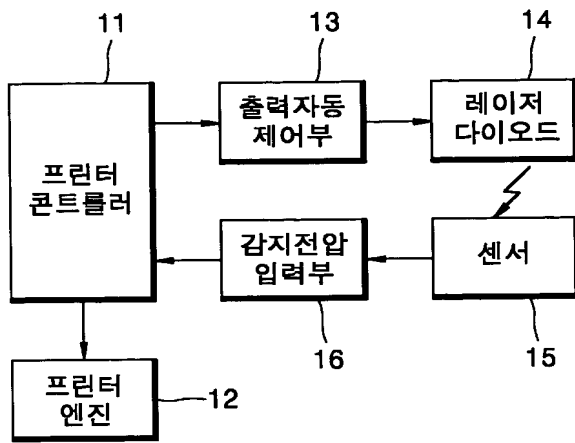 11
13
14
프린터
콘트롤러
출력자동
제어부
레이저
다이오드
감지전압
입력부
센서
16
15
프린터
엔진
12